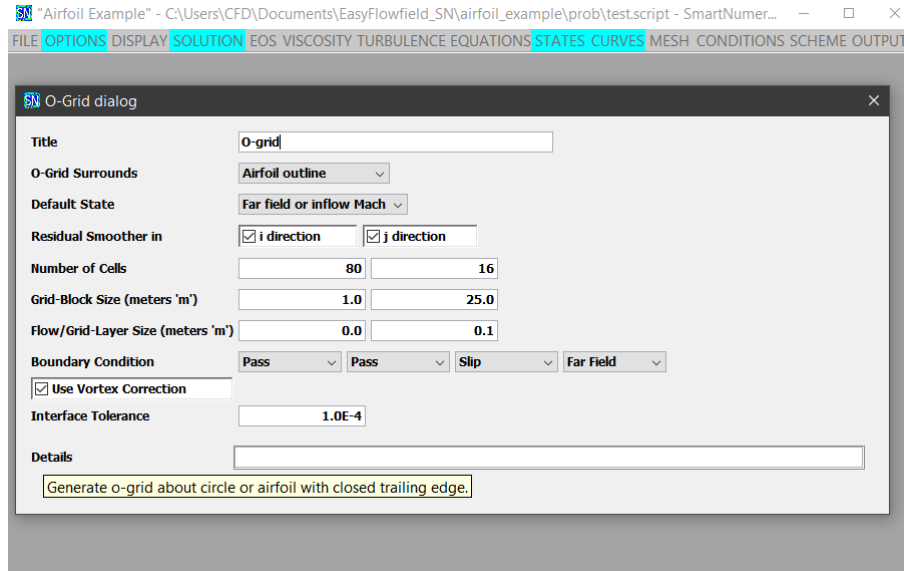 SN "Airfoil Example" - C:\Users\CFD\Documents\EasyFlowfield_SN\airfoil_example\prob\test.script - SmartNumer...
FILE OPTIONS DISPLAY SOLUTION EOS VISCOSITY TURBULENCE EQUATIONS STATES CURVES MESH CONDITIONS SCHEME OUTPUT
SN O-Grid dialog
Title O-grid
O-Grid Surrounds Airfoil outline
Default State Far field or inflow Mach
Residual Smoother in i direction j direction
Number of Cells 80 16
Grid-Block Size (meters 'm') 1.0 25.0
Flow/Grid-Layer Size (meters 'm') 0.0 0.1
Boundary Condition Pass Pass Slip Far Field
Use Vortex Correction
Interface Tolerance 1.0E-4
Details
Generate o-grid about circle or airfoil with closed trailing edge.